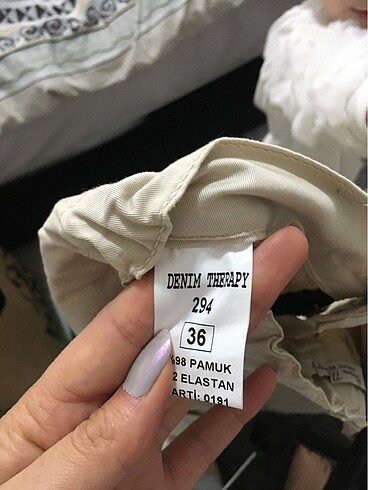 DENIM THERAPY
294
36
%98 PAMUK
2 ELASTAN
ARTİ: 0191